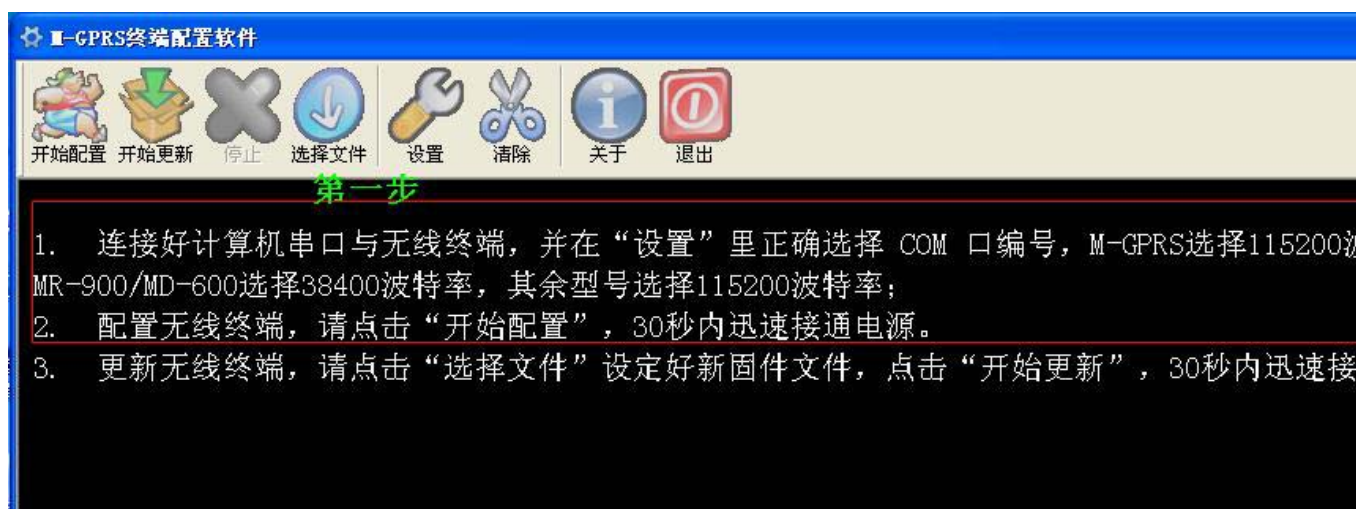 M-GPRS终端配置软件
开始配置 开始更新 停止 选择文件 设置 清除 关于 退出
第一步
1. 连接好计算机串口与无线终端，并在“设置”里正确选择 COM 口编号，M-GPRS选择115200波
MR-900/MD-600选择38400波特率，其余型号选择115200波特率；
2. 配置无线终端，请点击“开始配置”，30秒内迅速接通电源。
3. 更新无线终端，请点击“选择文件”设定好新固件文件，点击“开始更新”，30秒内迅速接